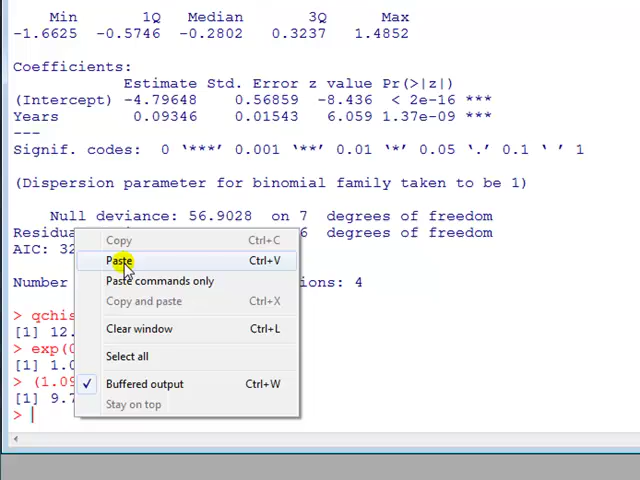 Min 1Q Median 3Q Max
-1.6625 -0.5746 -0.2802 0.3237 1.4852
Coefficients:
Estimate Std. Error z value Pr(>|z|)
(Intercept) -4.79648 0.56859 -8.436 < 2e-16 ***
Years 0.09346 0.01543 6.059 1.37e-09 ***
---
Signif. codes: 0 '***' 0.001 '**' 0.01 '*' 0.05 '.' 0.1 ' ' 1
(Dispersion parameter for binomial family taken to be 1)
Null deviance: 56.9028 on 7 degrees of freedom
Resid 6 degrees of freedom
AIC: 32
Number ions: 4
> qchis
[1] 12.
> exp(0
[1] 1.0
> (1.09
[1] 9.7
>
Copy Ctrl+C
Paste Ctrl+V
Paste commands only
Copy and paste Ctrl+X
Clear window Ctrl+L
Select all
Buffered output Ctrl+W
Stay on top